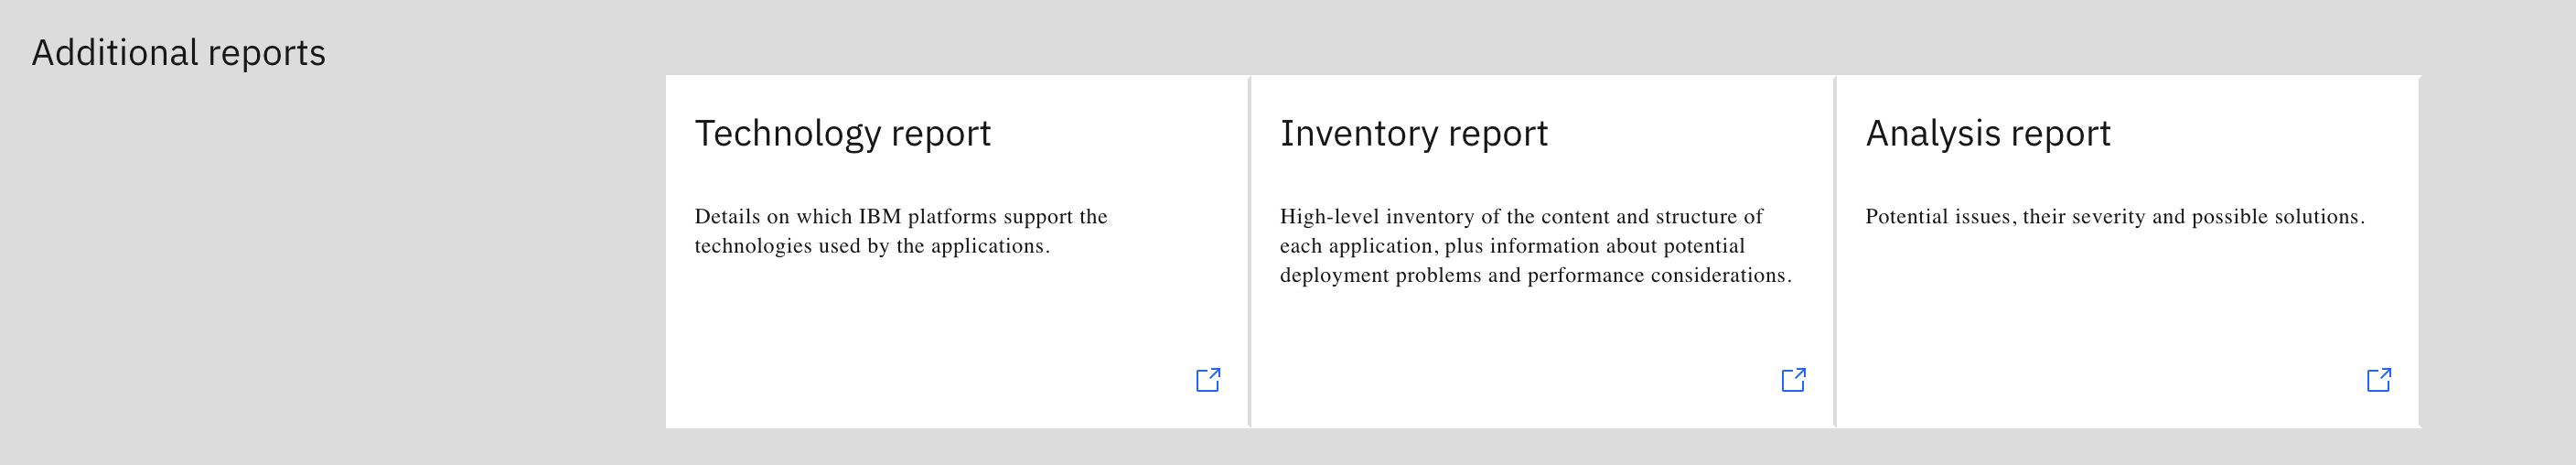 Additional reports
Technology report
Details on which IBM platforms support the
technologies used by the applications.
Inventory report
High-level inventory of the content and structure of
each application, plus information about potential
deployment problems and performance considerations.
Analysis report
Potential issues, their severity and possible solutions.